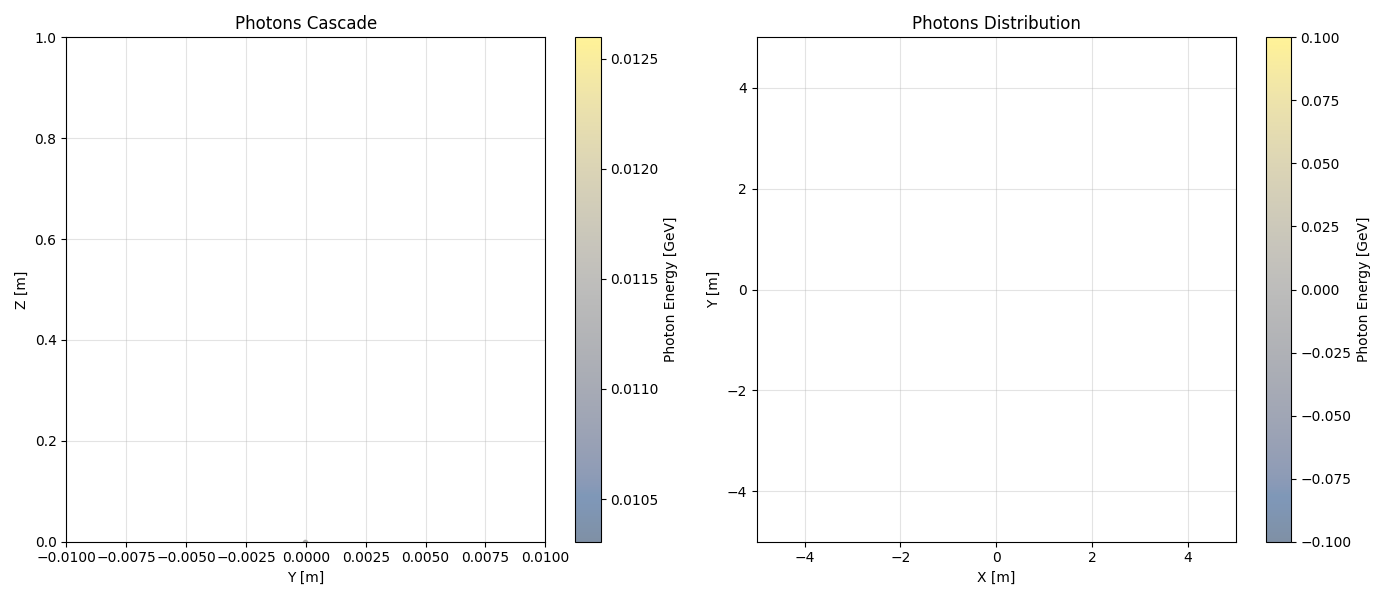 Photons Cascade
1.0
0.8
0.6
0.4
0.2
0.0
Z [m]
−0.0100 −0.0075 −0.0050 −0.0025 0.0000 0.0025 0.0050 0.0075 0.0100
Y [m]
0.0125
0.0120
0.0115
0.0110
0.0105
Photon Energy [GeV]
Photons Distribution
4
2
0
−2
−4
Y [m]
−4 −2 0 2 4
X [m]
0.100
0.075
0.050
0.025
0.000
−0.025
−0.050
−0.075
−0.100
Photon Energy [GeV]